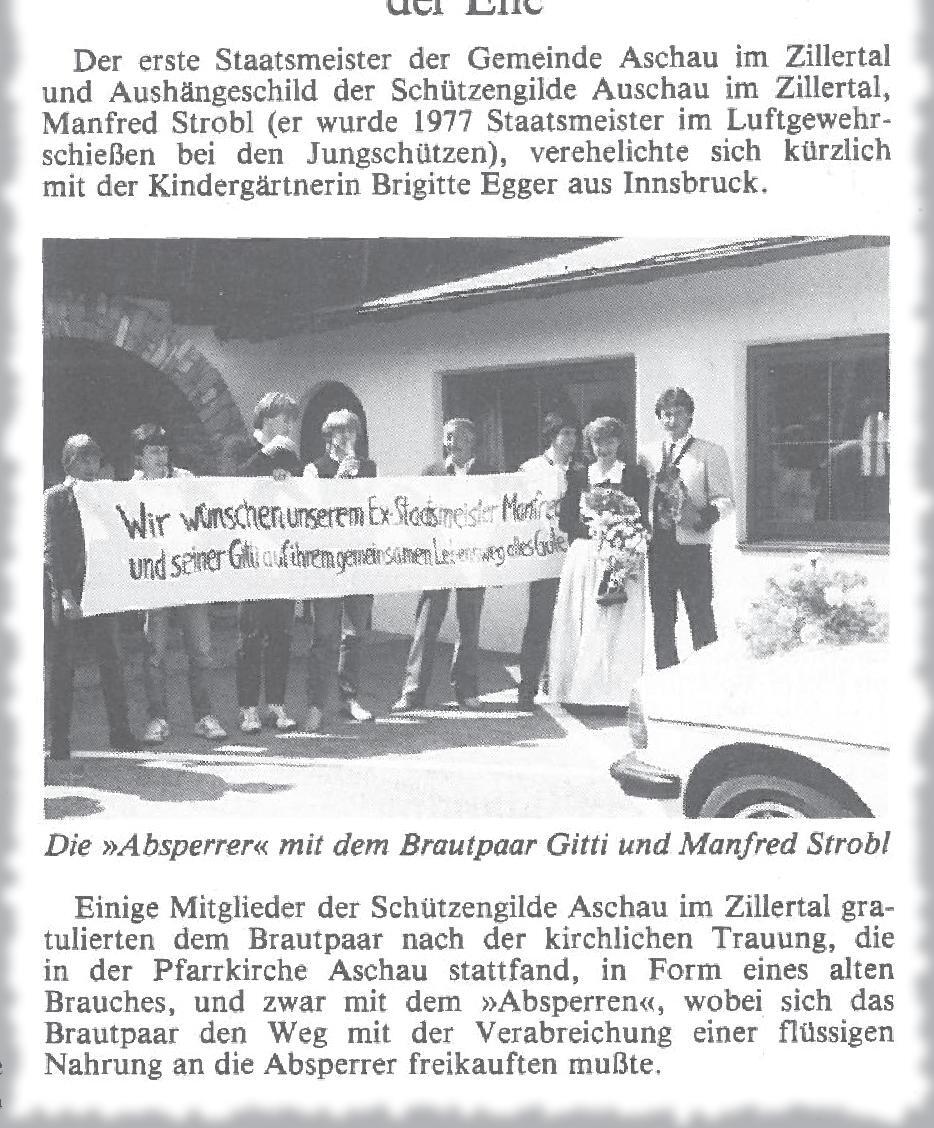 der Ehe
Der erste Staatsmeister der Gemeinde Aschau im Zillertal
und Aushängeschild der Schützengilde Auschau im Zillertal,
Manfred Strobl (er wurde 1977 Staatsmeister im Luftgewehr-
schießen bei den Jungschützen), verehelichte sich kürzlich
mit der Kindergärtnerin Brigitte Egger aus Innsbruck.
Wir wünschen unserem Ex-Staatsmeister Manfred
und seiner Gitti auf ihrem gemeinsamen Lebensweg alles Gute
Die »Absperrer« mit dem Brautpaar Gitti und Manfred Strobl
Einige Mitglieder der Schützengilde Aschau im Zillertal gra-
tulierten dem Brautpaar nach der kirchlichen Trauung, die
in der Pfarrkirche Aschau stattfand, in Form eines alten
Brauches, und zwar mit dem »Absperren«, wobei sich das
Brautpaar den Weg mit der Verabreichung einer flüssigen
Nahrung an die Absperrer freikauften mußte.